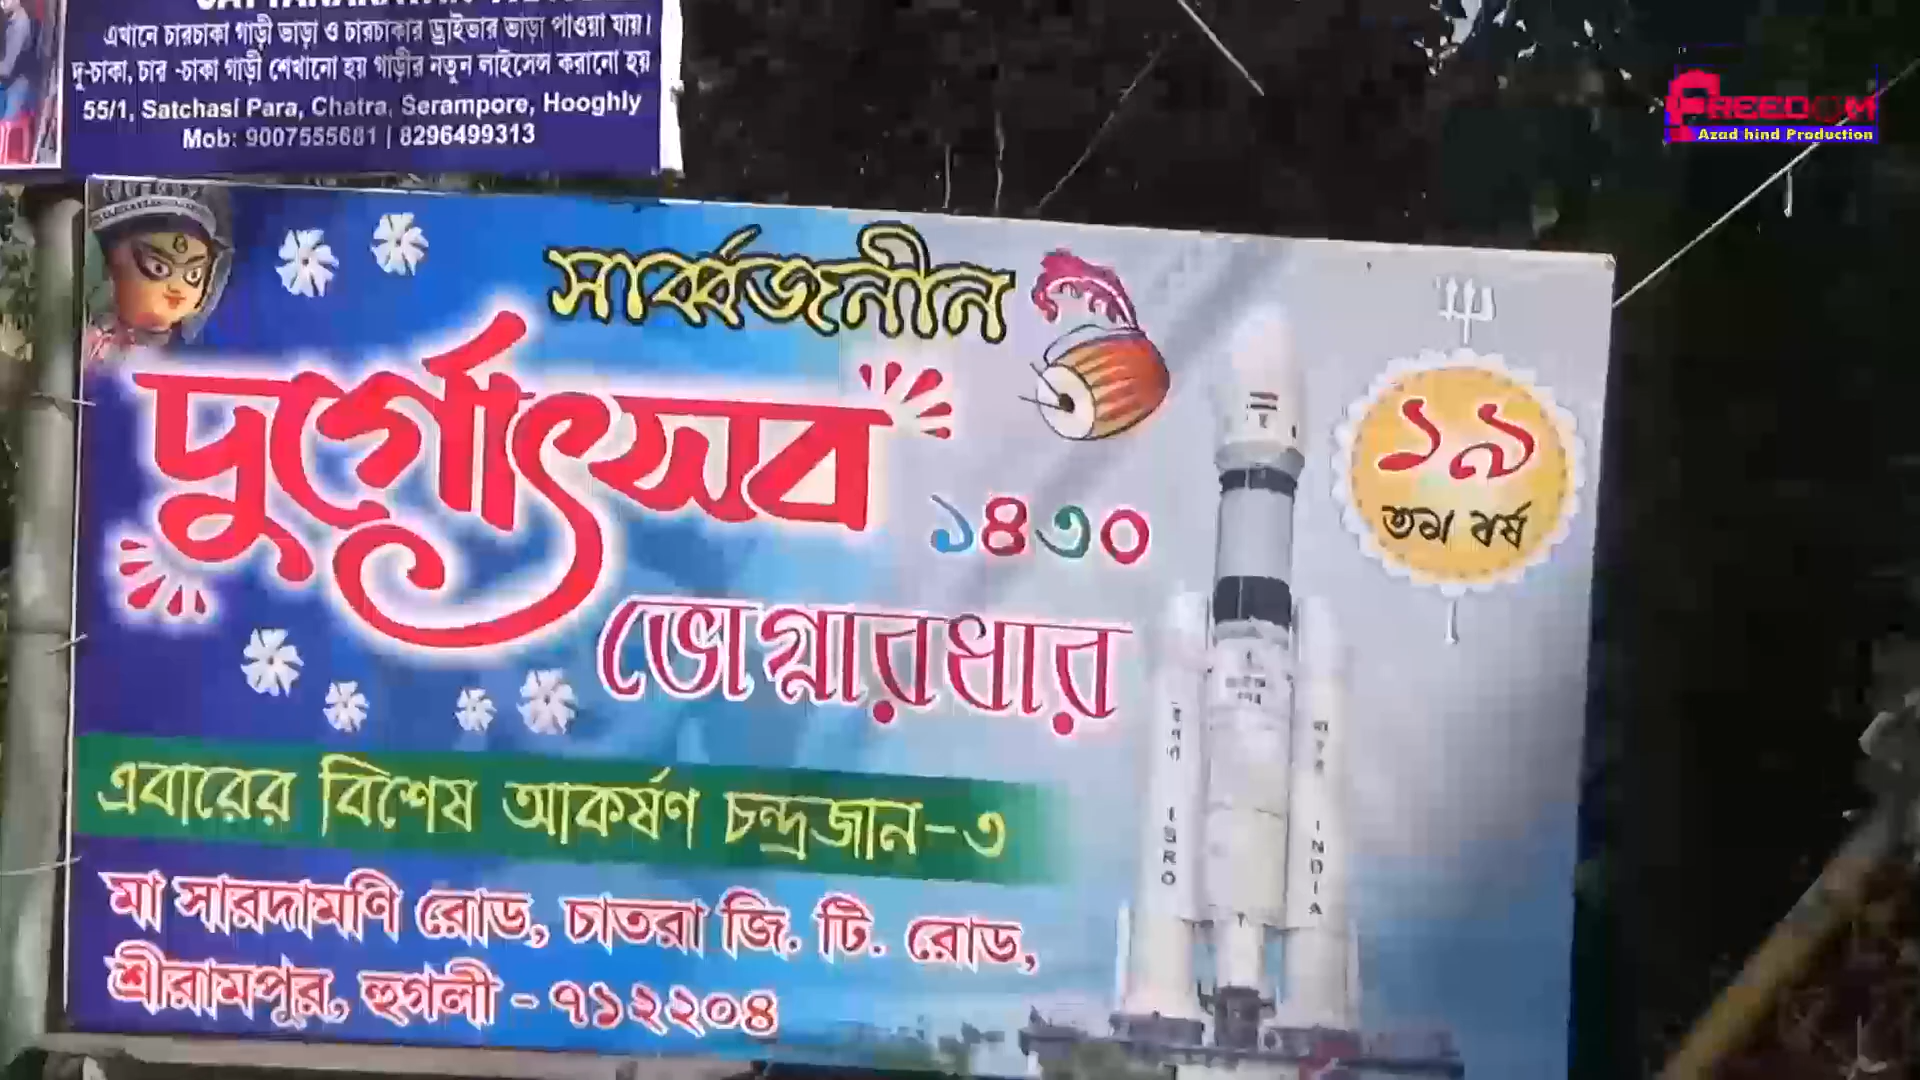 এখানে চারচাকা গাড়ী ভাড়া ও চারচাকার ড্রাইভার ভাড়া পাওয়া যায়।
দু-চাকা, চার -চাকা গাড়ী শেখানো হয় গাড়ীর নতুন লাইসেন্স করানো হয়
55/1, Satchasi Para, Chatra, Serampore, Hooghly
Mob: 9007555681 | 8296499313
FREEDOM
Azad hind Production
সার্ব্বজনীন
দুর্গোৎসব
১৪৩০
১৯
তম বর্ষ
ভোগ্নারধার
এবারের বিশেষ আকর্ষণ চন্দ্রজান-৩
মা সারদামণি রোড, চাতরা জি. টি. রোড,
শ্রীরামপুর, হুগলী - ৭১২২০৪
ISRO
INDIA